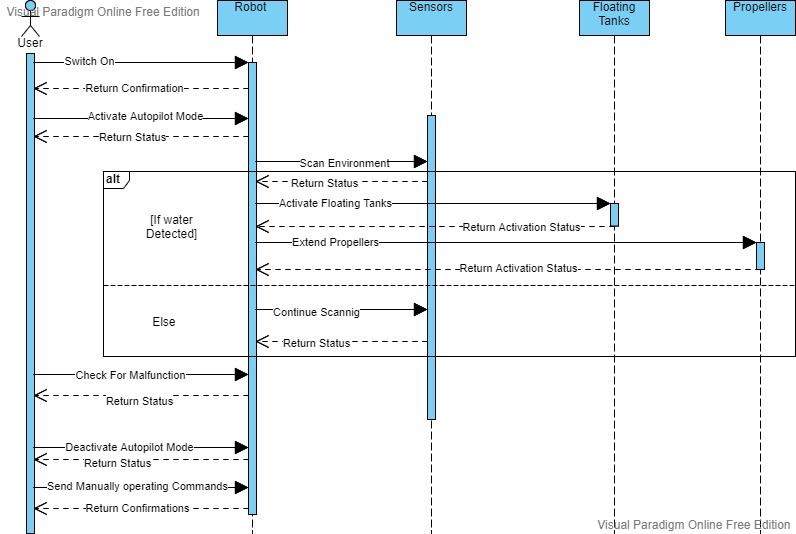 Visual Paradigm Online Free Edition
Robot
Sensors
Floating
Tanks
Propellers
User
Switch On
Return Confirmation
Activate Autopilot Mode
Return Status
Scan Environment
alt
Return Status
Activate Floating Tanks
[If water
Detected]
Return Activation Status
Extend Propellers
Return Activation Status
Continue Scannig
Else
Return Status
Check For Malfunction
Return Status
Deactivate Autopilot Mode
Return Status
Send Manually operating Commands
Return Confirmations
Visual Paradigm Online Free Edition